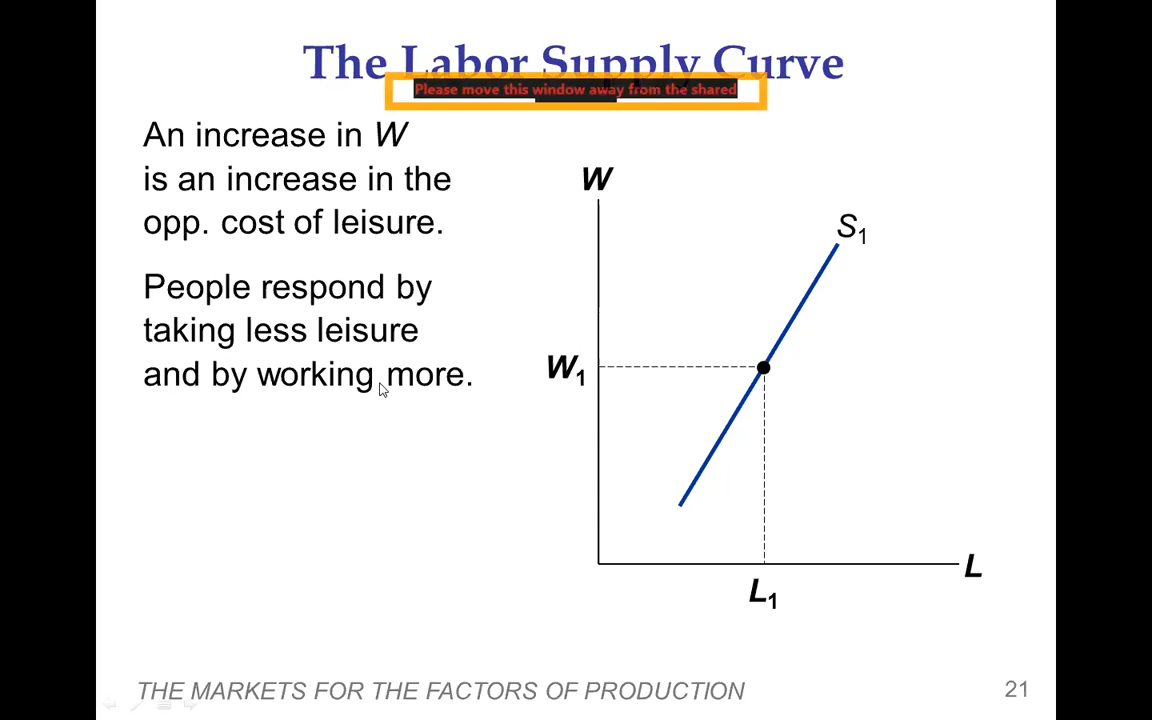 The Labor Supply Curve
Please move this window away from the shared
An increase in W
is an increase in the
opp. cost of leisure.
People respond by
taking less leisure
and by working more.
W
S1
W1
L
L1
THE MARKETS FOR THE FACTORS OF PRODUCTION
21